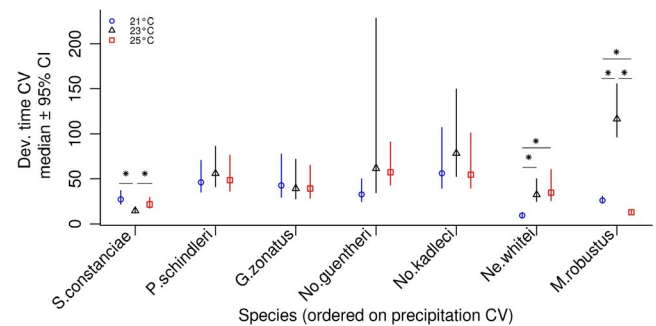 21°C
23°C
25°C
Dev. time CV
median ± 95% CI
0
50
100
150
200
* *
* *
*
* *
*
S.constanciae
P.schindleri
G.zonatus
No.guentheri
No.kadleci
Ne.whitei
M.robustus
Species (ordered on precipitation CV)